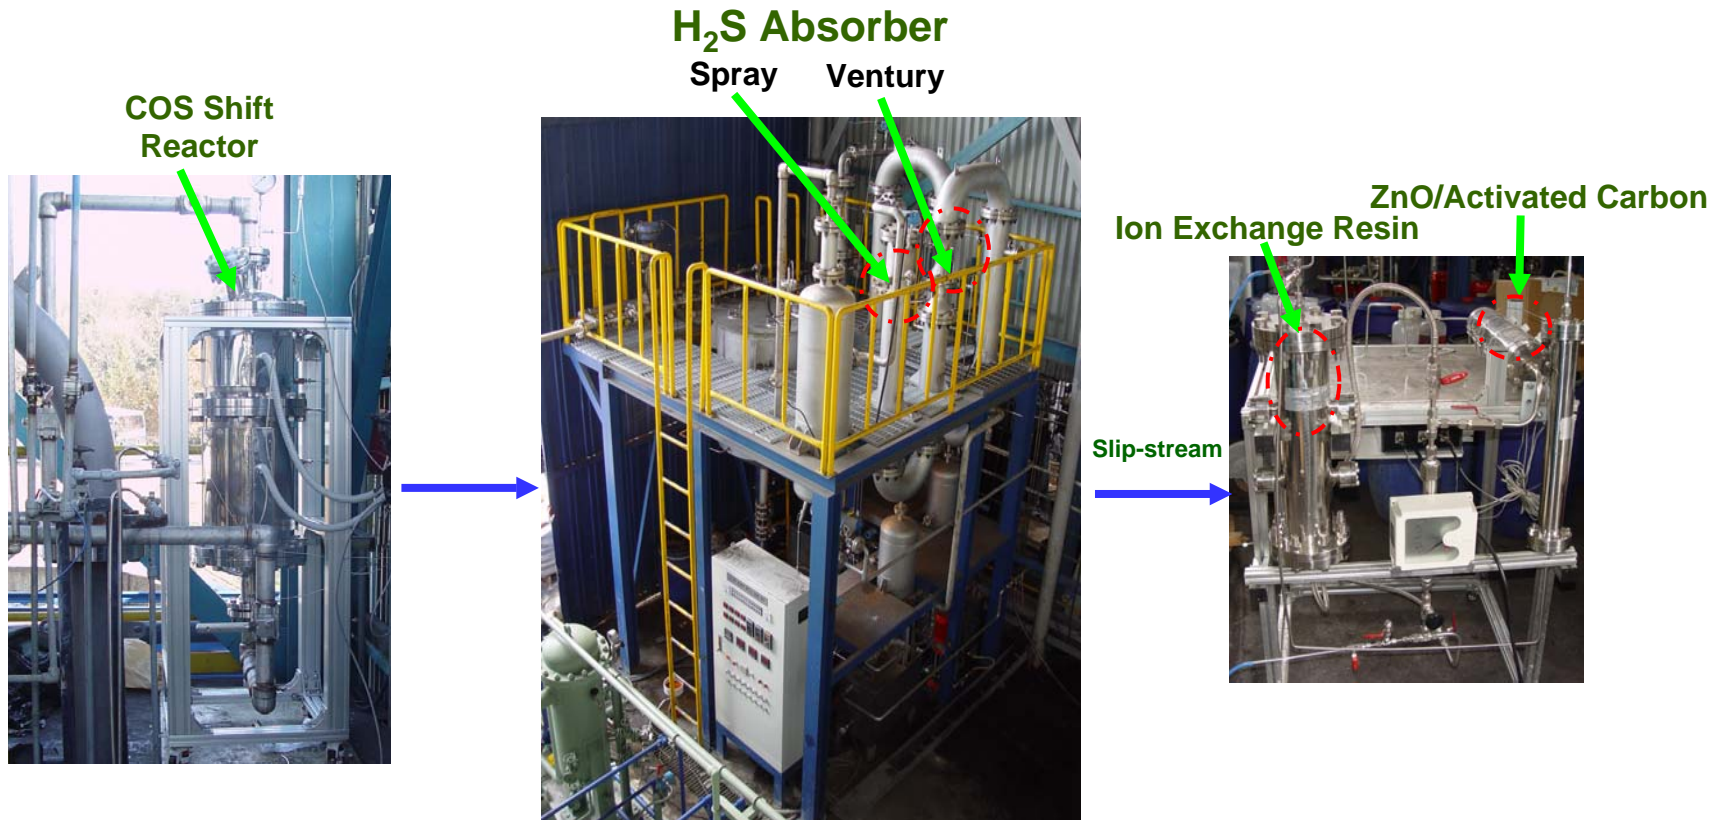 H₂S Absorber
Spray Ventury
COS Shift
Reactor
ZnO/Activated Carbon
Ion Exchange Resin
Slip-stream